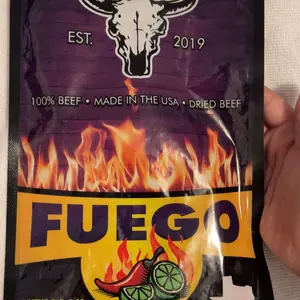 EST. 2019
100% BEEF • MADE IN THE USA • DRIED BEEF
FUEGO